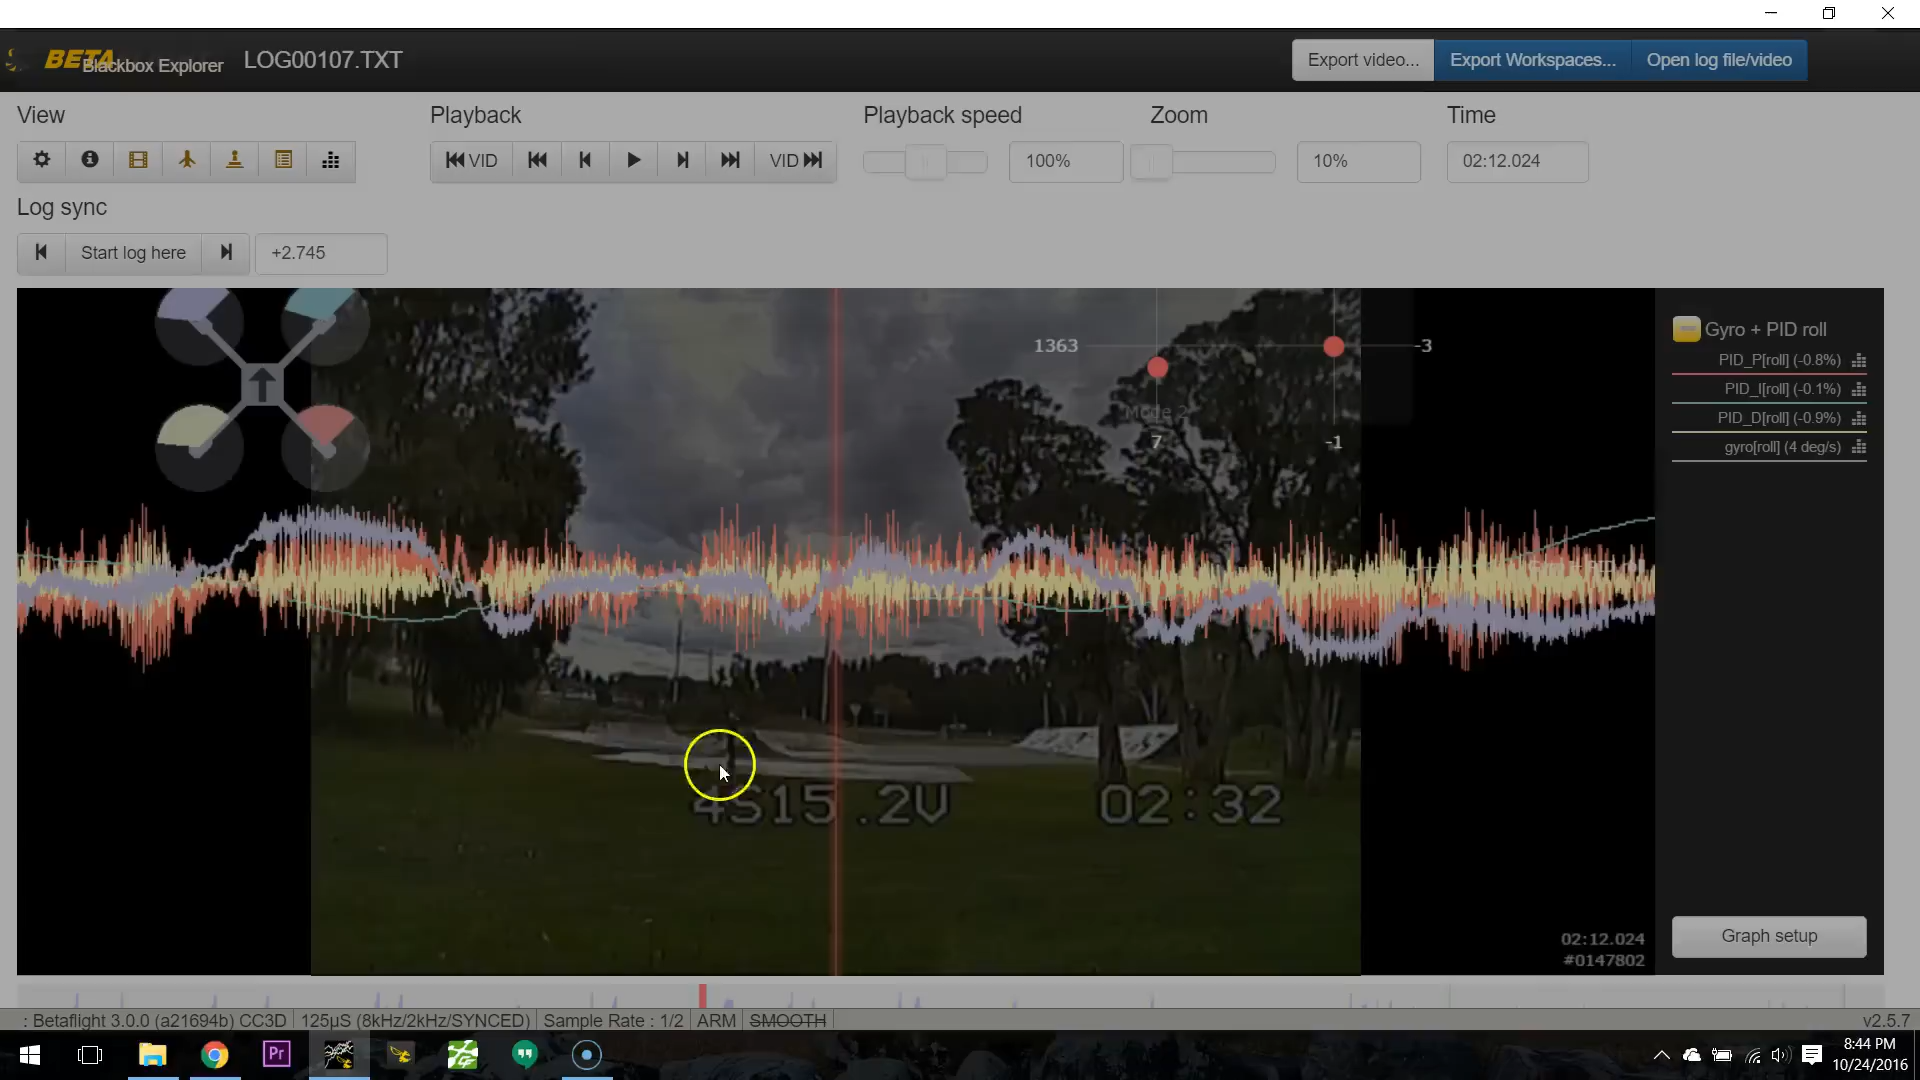 BETA
Blackbox Explorer
LOG00107.TXT
Export video...
Export Workspaces...
Open log file/video
View
Playback
Playback speed
Zoom
Time
VID
VID
100%
10%
02:12.024
Log sync
Start log here
+2.745
1363
-3
Mode 2
7
-1
Gyro + PID roll
PID_P[roll] (-0.8%)
PID_I[roll] (-0.1%)
PID_D[roll] (-0.9%)
gyro[roll] (4 deg/s)
4S15.2V
02:32
02:12.024
#0147802
Graph setup
: Betaflight 3.0.0 (a21694b) CC3D
125µS (8kHz/2kHz/SYNCED)
Sample Rate : 1/2
ARM
SMOOTH
v2.5.7
Pr
8:44 PM
10/24/2016